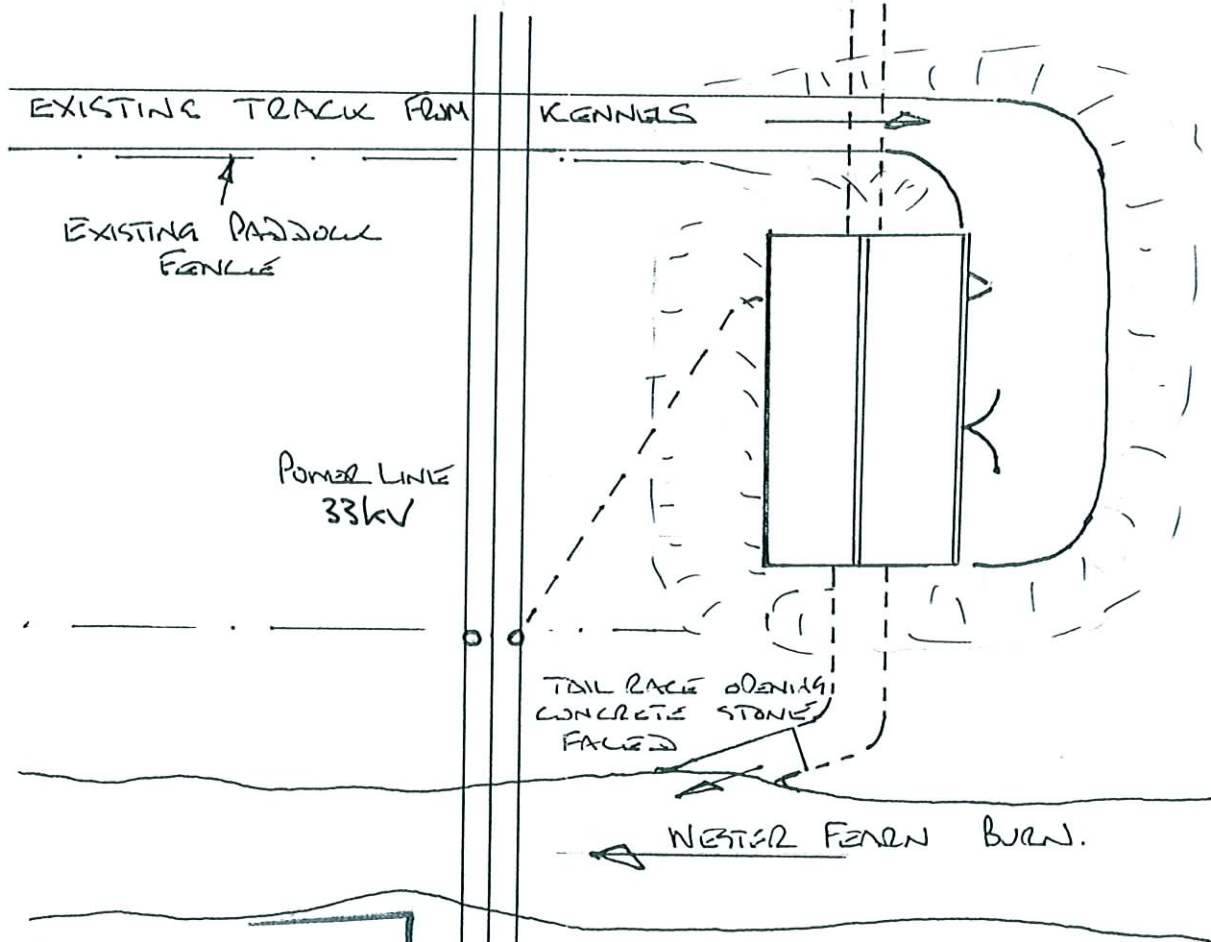 EXISTING TRACK FROM KENNELS
EXISTING PADDOCK
FENCE
POWER LINE
33kV
TAIL RACE OPENING
CONCRETE STONE
FACED
WESTER FEARN BURN.